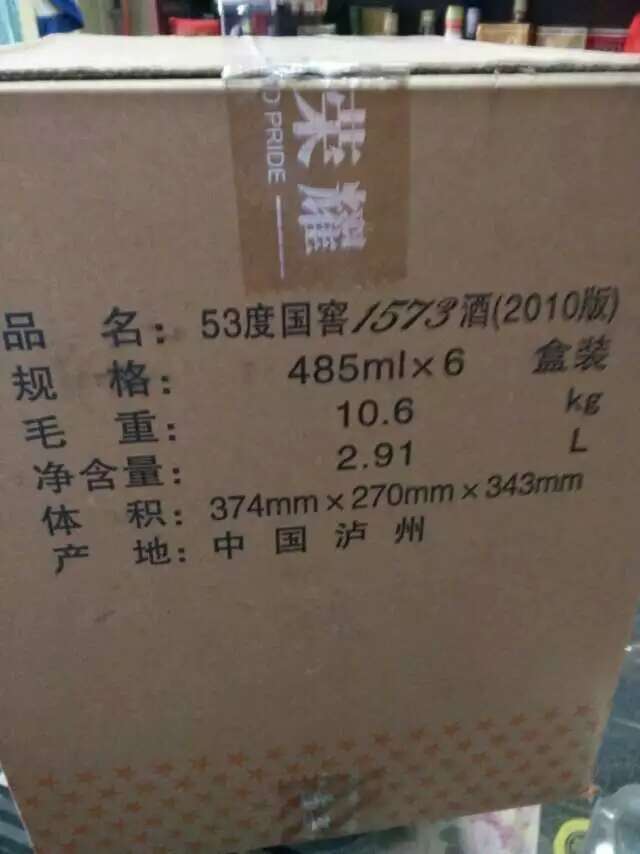 荣耀
D PRIDE
品 名：53度国窖1573酒(2010版)
规 格：485ml×6 盒装
毛 重：10.6 kg
净含量：2.91 L
体 积：374mm×270mm×343mm
产 地：中国泸州